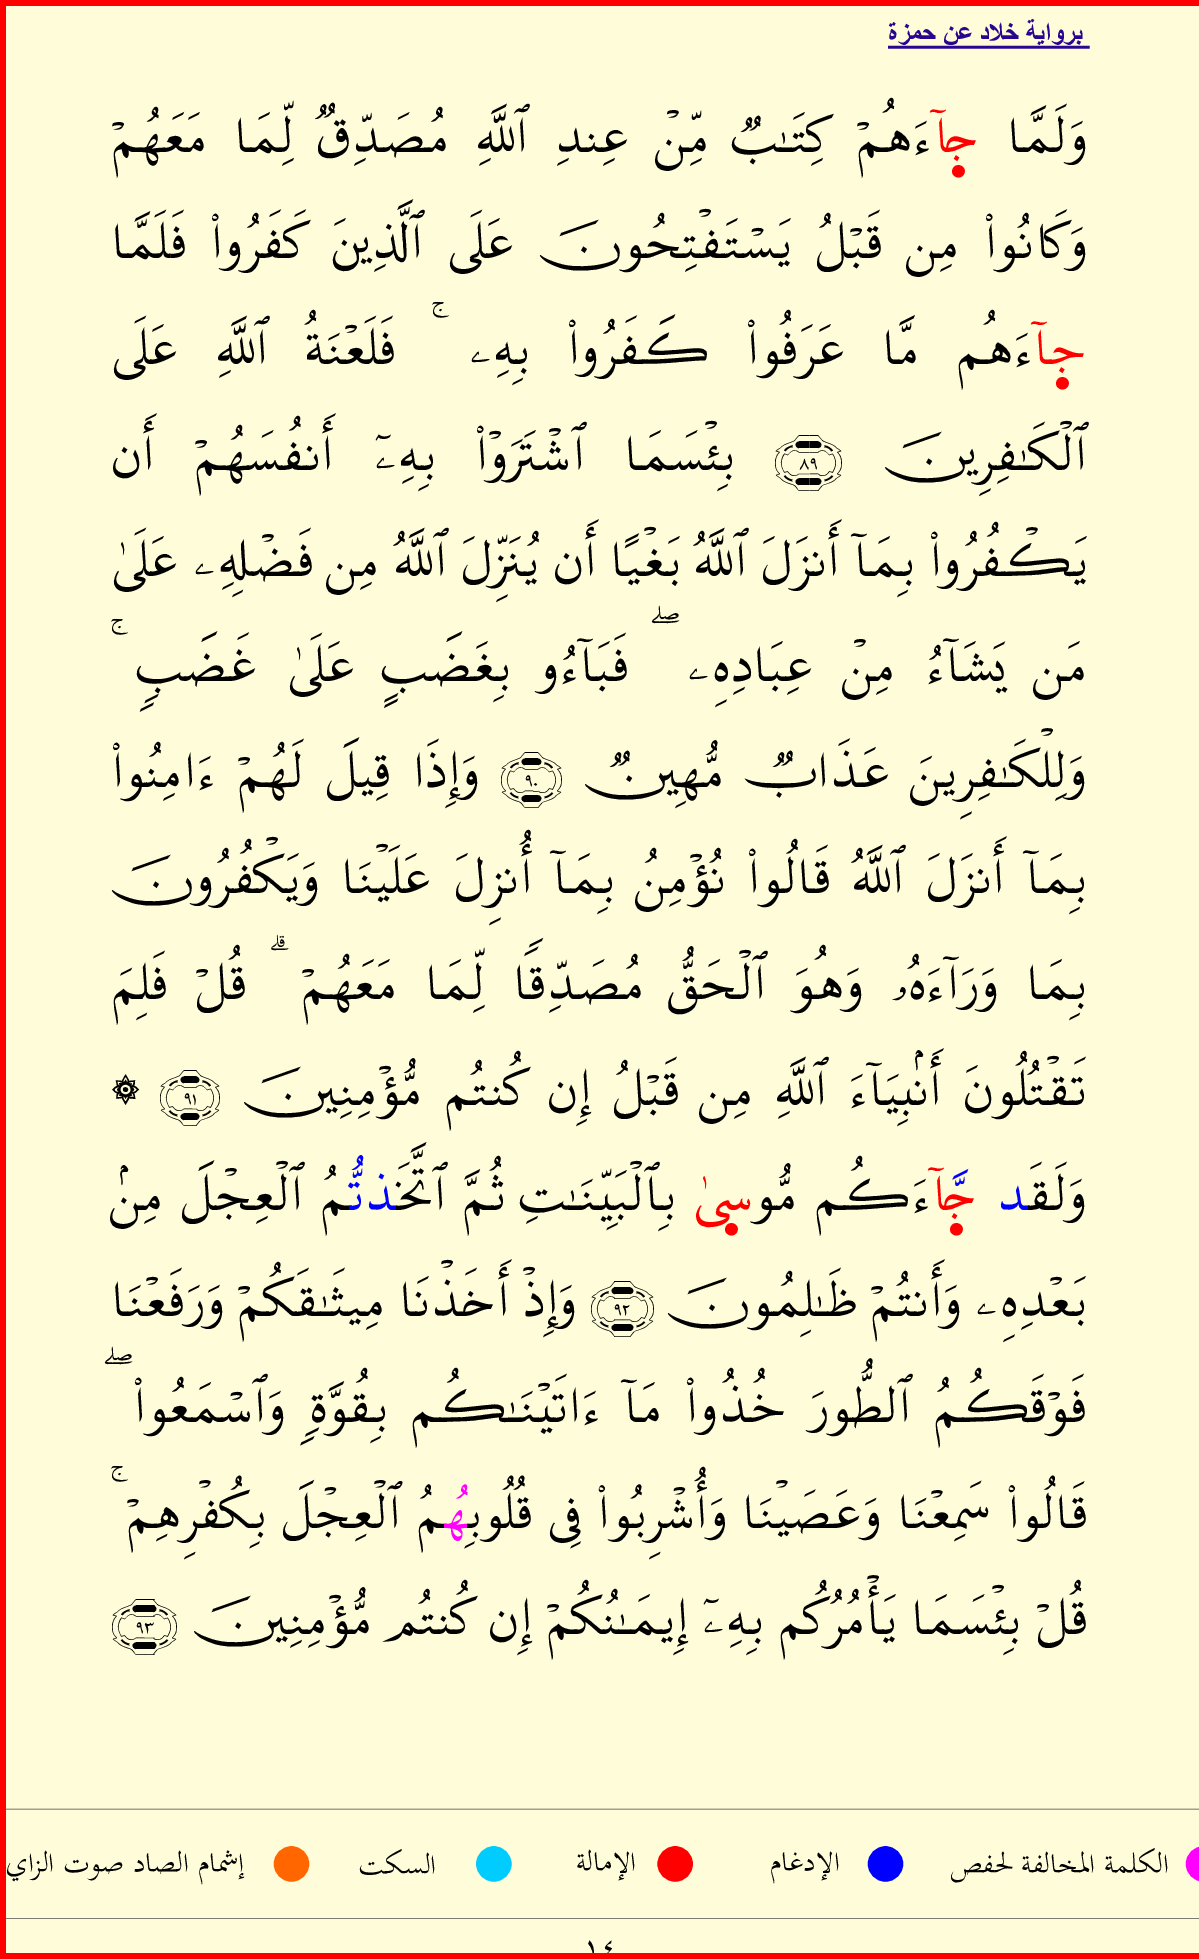 برواية خلاد عن حمزة
وَلَمَّا جَآءَهُمْ كِتَـٰبٌ مِّنْ عِندِ ٱللَّهِ مُصَدِّقٌ لِّمَا مَعَهُمْ
وَكَانُوا۟ مِن قَبْلُ يَسْتَفْتِحُونَ عَلَى ٱلَّذِينَ كَفَرُوا۟ فَلَمَّا
جَآءَهُم مَّا عَرَفُوا۟ كَفَرُوا۟ بِهِۦ ۚ فَلَعْنَةُ ٱللَّهِ عَلَى
ٱلْكَـٰفِرِينَ ٨٩ بِئْسَمَا ٱشْتَرَوْا۟ بِهِۦٓ أَنفُسَهُمْ أَن
يَكْفُرُوا۟ بِمَآ أَنزَلَ ٱللَّهُ بَغْيًا أَن يُنَزِّلَ ٱللَّهُ مِن فَضْلِهِۦ عَلَىٰ
مَن يَشَآءُ مِنْ عِبَادِهِۦ ۖ فَبَآءُو بِغَضَبٍ عَلَىٰ غَضَبٍ ۚ
وَلِلْكَـٰفِرِينَ عَذَابٌ مُّهِينٌ ٩٠ وَإِذَا قِيلَ لَهُمْ ءَامِنُوا۟
بِمَآ أَنزَلَ ٱللَّهُ قَالُوا۟ نُؤْمِنُ بِمَآ أُنزِلَ عَلَيْنَا وَيَكْفُرُونَ
بِمَا وَرَآءَهُۥ وَهُوَ ٱلْحَقُّ مُصَدِّقًا لِّمَا مَعَهُمْ ۗ قُلْ فَلِمَ
تَقْتُلُونَ أَنۢبِيَآءَ ٱللَّهِ مِن قَبْلُ إِن كُنتُم مُّؤْمِنِينَ ٩١ ۞
وَلَقَد جَّآءَكُم مُّوسِىٰ بِٱلْبَيِّنَـٰتِ ثُمَّ ٱتَّخَذتُّمُ ٱلْعِجْلَ مِنۢ
بَعْدِهِۦ وَأَنتُمْ ظَـٰلِمُونَ ٩٢ وَإِذْ أَخَذْنَا مِيثَـٰقَكُمْ وَرَفَعْنَا
فَوْقَكُمُ ٱلطُّورَ خُذُوا۟ مَآ ءَاتَيْنَـٰكُم بِقُوَّةٍ وَٱسْمَعُوا۟ ۖ
قَالُوا۟ سَمِعْنَا وَعَصَيْنَا وَأُشْرِبُوا۟ فِى قُلُوبِهُمُ ٱلْعِجْلَ بِكُفْرِهِمْ ۚ
قُلْ بِئْسَمَا يَأْمُرُكُم بِهِۦٓ إِيمَـٰنُكُمْ إِن كُنتُم مُّؤْمِنِينَ ٩٣
الكلمة المخالفة لحفص الإدغام الإمالة السكت إشمام الصاد صوت الزاي
١٤